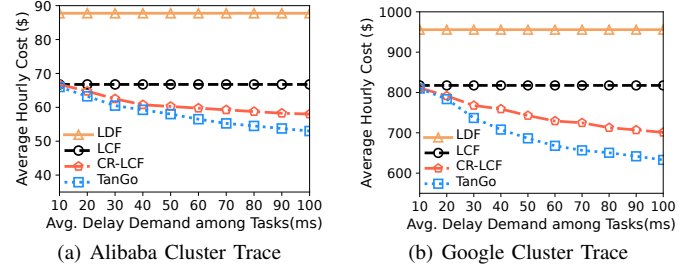 Average Hourly Cost ($)
90
80
70
60
50
40
LDF
LCF
CR-LCF
TanGo
10 20 30 40 50 60 70 80 90 100
Avg. Delay Demand among Tasks(ms)
(a) Alibaba Cluster Trace
Average Hourly Cost ($)
1000
900
800
700
600
LDF
LCF
CR-LCF
TanGo
10 20 30 40 50 60 70 80 90 100
Avg. Delay Demand among Tasks(ms)
(b) Google Cluster Trace